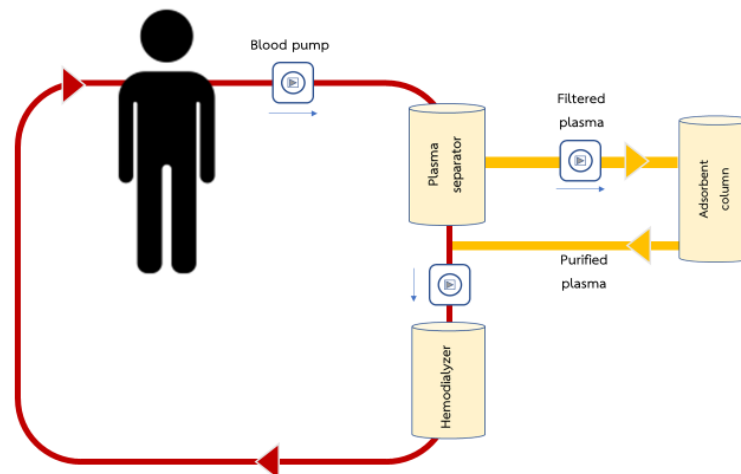 Blood pump
Filtered
plasma
Plasma
separator
Adsorbent
column
Purified
plasma
Hemodialyzer